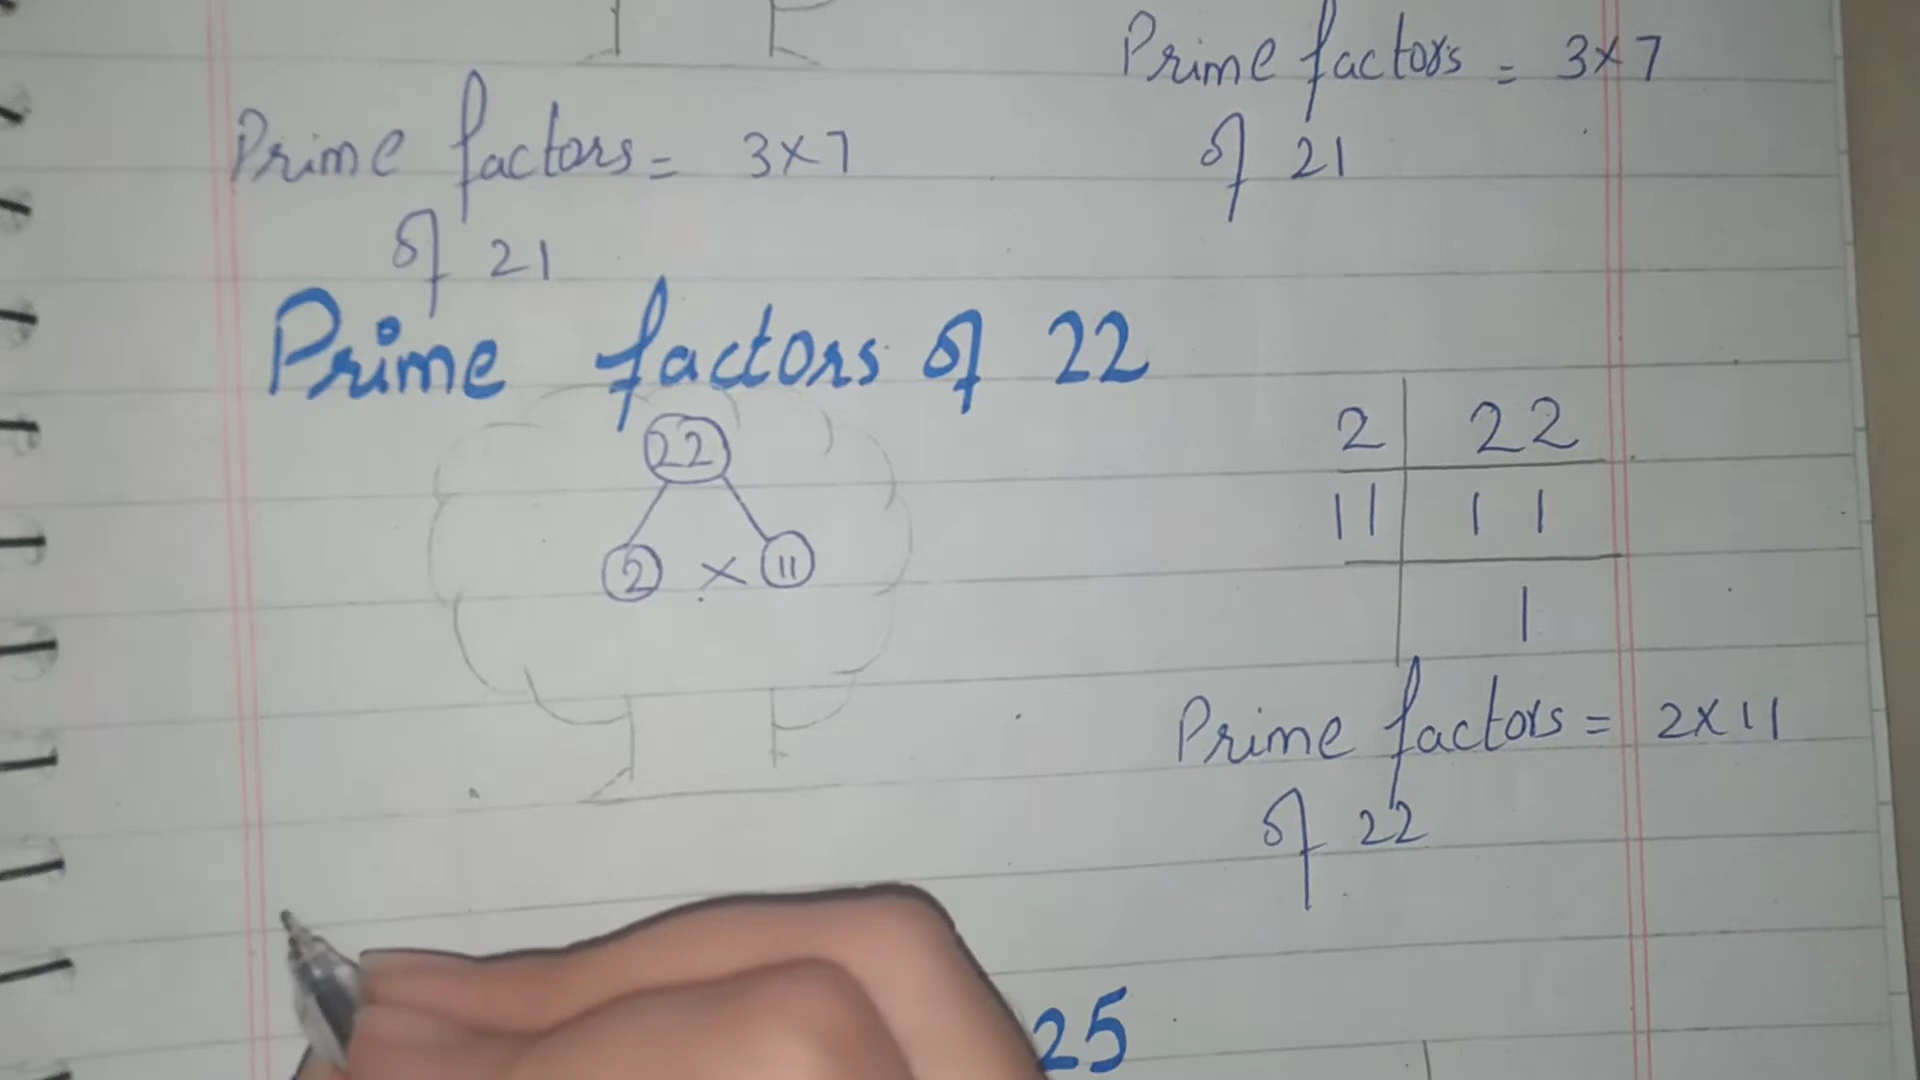 Prime factors = 3×7
of 21
Prime factors = 3×7
of 21
Prime factors of 22
22
2 × 11
2 22
11 11
1
Prime factors = 2×11
of 22
25